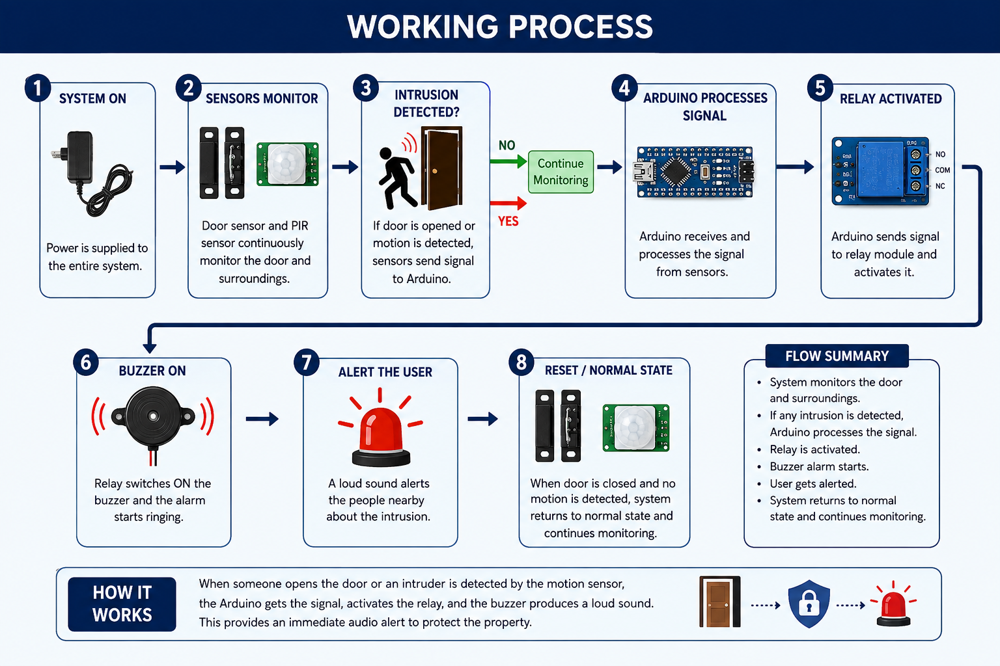 WORKING PROCESS
1
SYSTEM ON
Power is supplied to
the entire system.
2
SENSORS MONITOR
Door sensor and PIR
sensor continuously
monitor the door and
surroundings.
3
INTRUSION
DETECTED?
If door is opened or
motion is detected,
sensors send signal
to Arduino.
NO
YES
Continue
Monitoring
4
ARDUINO PROCESSES
SIGNAL
Arduino receives and
processes the signal
from sensors.
5
RELAY ACTIVATED
NO
COM
NC
Arduino sends signal
to relay module and
activates it.
6
BUZZER ON
Relay switches ON the
buzzer and the alarm
starts ringing.
7
ALERT THE USER
A loud sound alerts
the people nearby
about the intrusion.
8
RESET / NORMAL STATE
When door is closed and no
motion is detected, system
returns to normal state and
continues monitoring.
FLOW SUMMARY
• System monitors the door
and surroundings.
• If any intrusion is detected,
Arduino processes the signal.
• Relay is activated.
• Buzzer alarm starts.
• User gets alerted.
• System returns to normal
state and continues monitoring.
HOW IT
WORKS
When someone opens the door or an intruder is detected by the motion sensor,
the Arduino gets the signal, activates the relay, and the buzzer produces a loud sound.
This provides an immediate audio alert to protect the property.